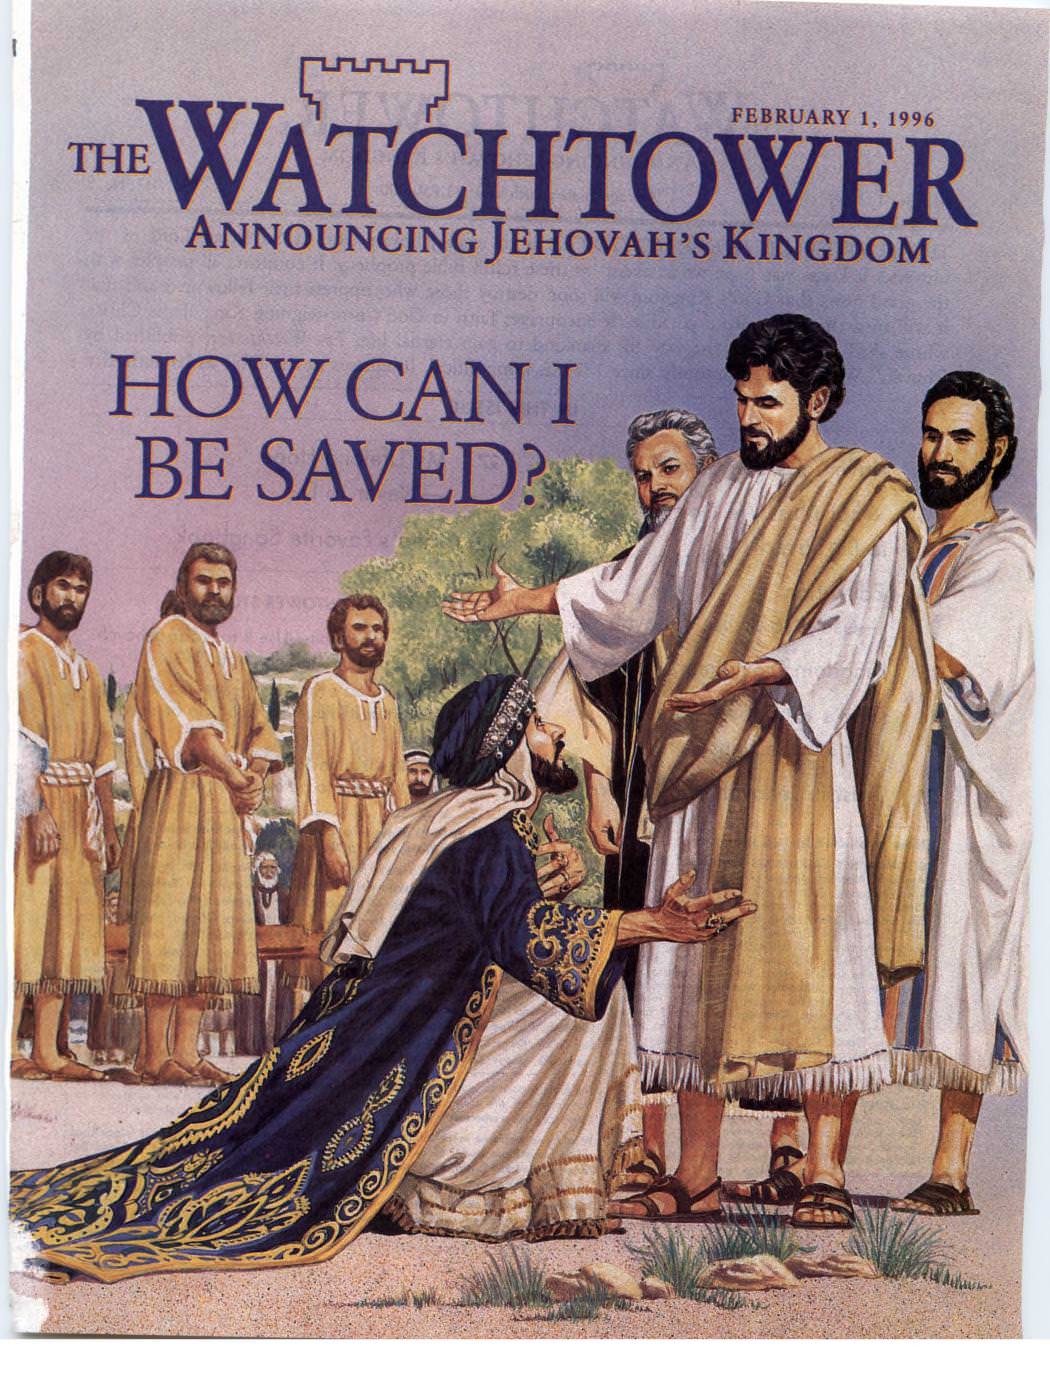 FEBRUARY 1, 1996
THE WATCHTOWER
ANNOUNCING JEHOVAH'S KINGDOM
HOW CAN I
BE SAVED?